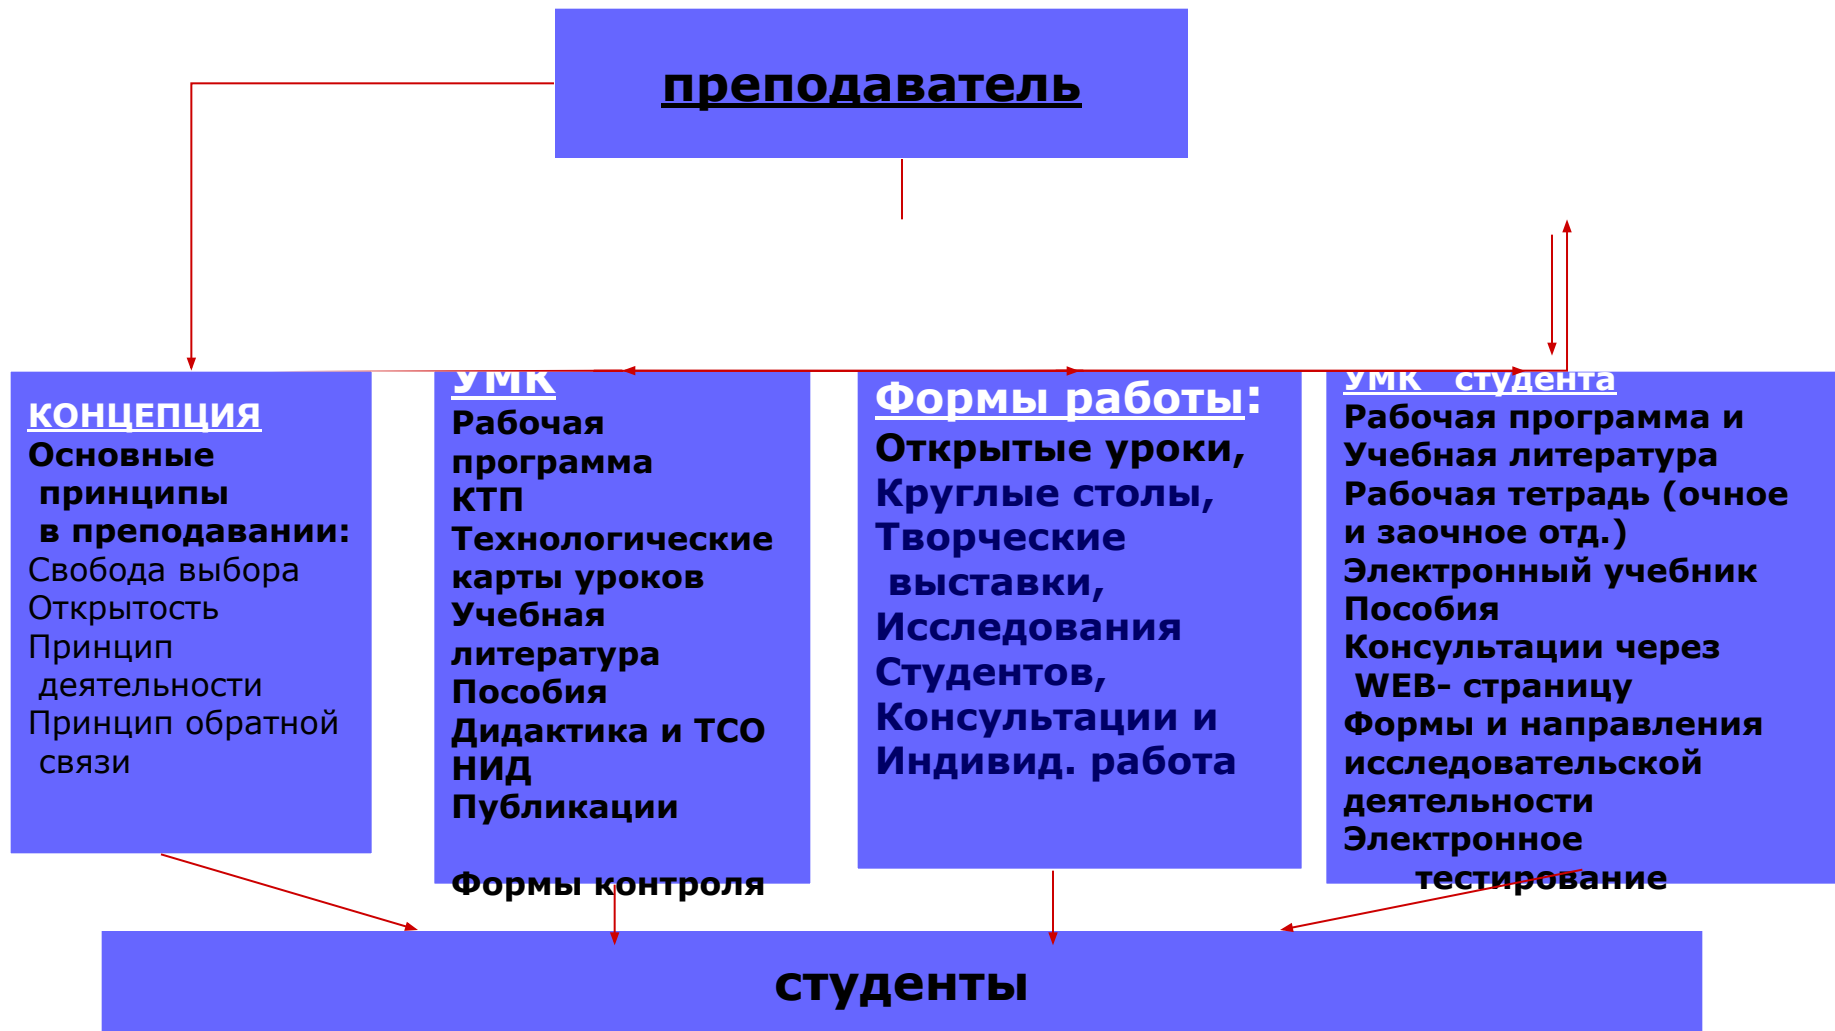 преподаватель
КОНЦЕПЦИЯ
Основные
принципы
в преподавании:
Свобода выбора
Открытость
Принцип
деятельности
Принцип обратной
связи
УМК
Рабочая
программа
КТП
Технологические
карты уроков
Учебная
литература
Пособия
Дидактика и ТСО
НИД
Публикации
Формы контроля
Формы работы:
Открытые уроки,
Круглые столы,
Творческие
выставки,
Исследования
Студентов,
Консультации и
Индивид. работа
УМК студента
Рабочая программа и
Учебная литература
Рабочая тетрадь (очное
и заочное отд.)
Электронный учебник
Пособия
Консультации через
WEB- страницу
Формы и направления
исследовательской
деятельности
Электронное
тестирование
студенты